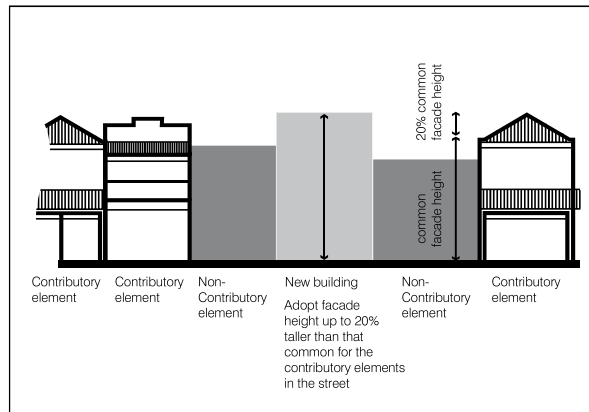 20% common
facade height
common
facade height
Contributory
element
Contributory
element
Non-
Contributory
element
New building
Adopt facade
height up to 20%
taller than that
common for the
contributory elements
in the street
Non-
Contributory
element
Contributory
element